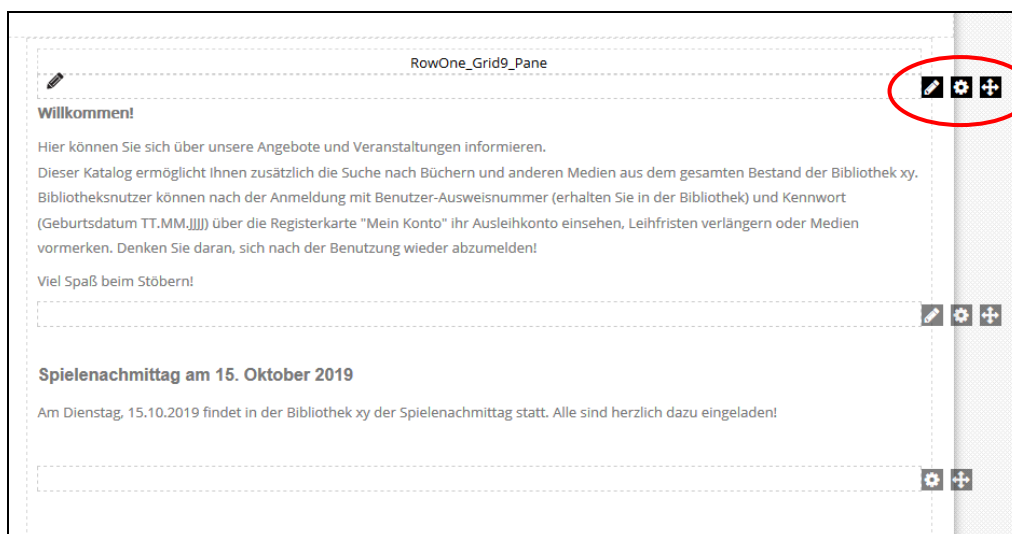 RowOne_Grid9_Pane
Willkommen!
Hier können Sie sich über unsere Angebote und Veranstaltungen informieren.
Dieser Katalog ermöglicht Ihnen zusätzlich die Suche nach Büchern und anderen Medien aus dem gesamten Bestand der Bibliothek xy.
Bibliotheksnutzer können nach der Anmeldung mit Benutzer-Ausweisnummer (erhalten Sie in der Bibliothek) und Kennwort
(Geburtsdatum TT.MM.JJJJ) über die Registerkarte "Mein Konto" ihr Ausleihkonto einsehen, Leihfristen verlängern oder Medien
vormerken. Denken Sie daran, sich nach der Benutzung wieder abzumelden!
Viel Spaß beim Stöbern!
Spielenachmittag am 15. Oktober 2019
Am Dienstag, 15.10.2019 findet in der Bibliothek xy der Spielenachmittag statt. Alle sind herzlich dazu eingeladen!